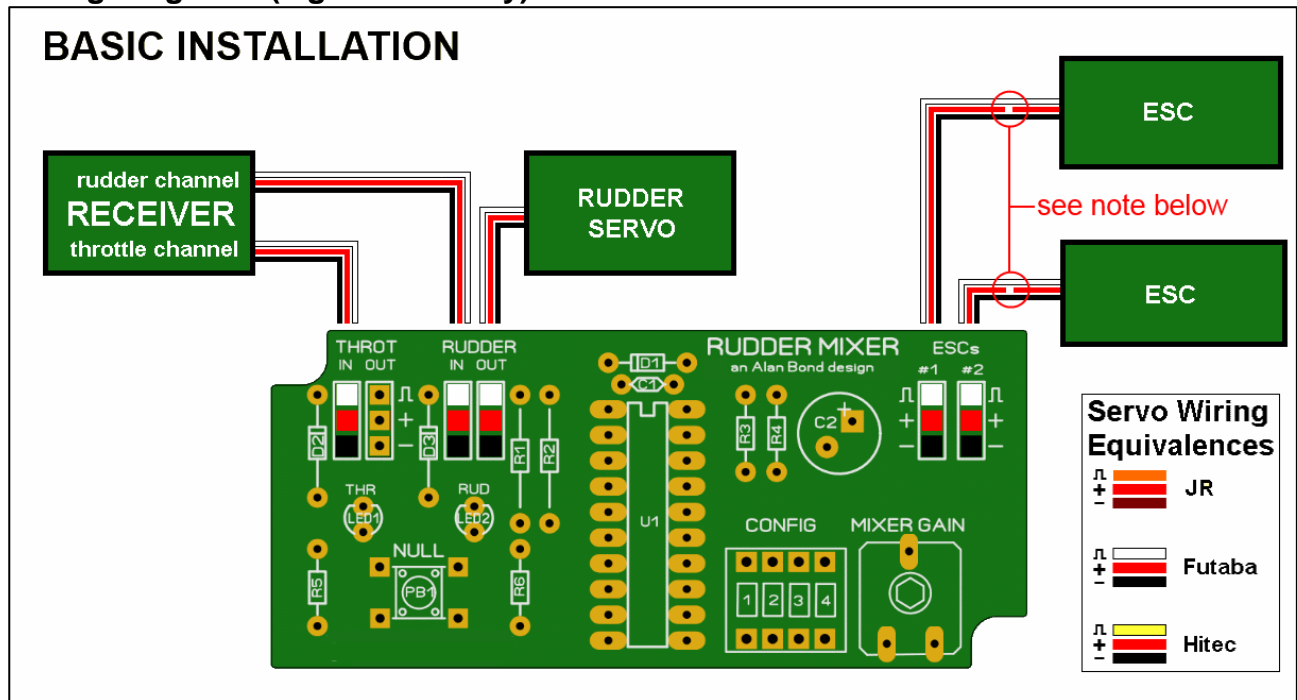 BASIC INSTALLATION
rudder channel
RECEIVER
throttle channel
RUDDER
SERVO
ESC
see note below
ESC
THROT
IN OUT
RUDDER
IN OUT
D1
C1
RUDDER MIXER
an Alan Bond design
ESCs
#1 #2
+
-
D2
D3
R1
R2
R3
R4
C2
+
+
-
+
-
THR
LED1
RUD
LED2
U1
NULL
PB1
R5
R6
CONFIG
1 2 3 4
MIXER GAIN
Servo Wiring
Equivalences
+
-
JR
+
-
Futaba
+
-
Hitec